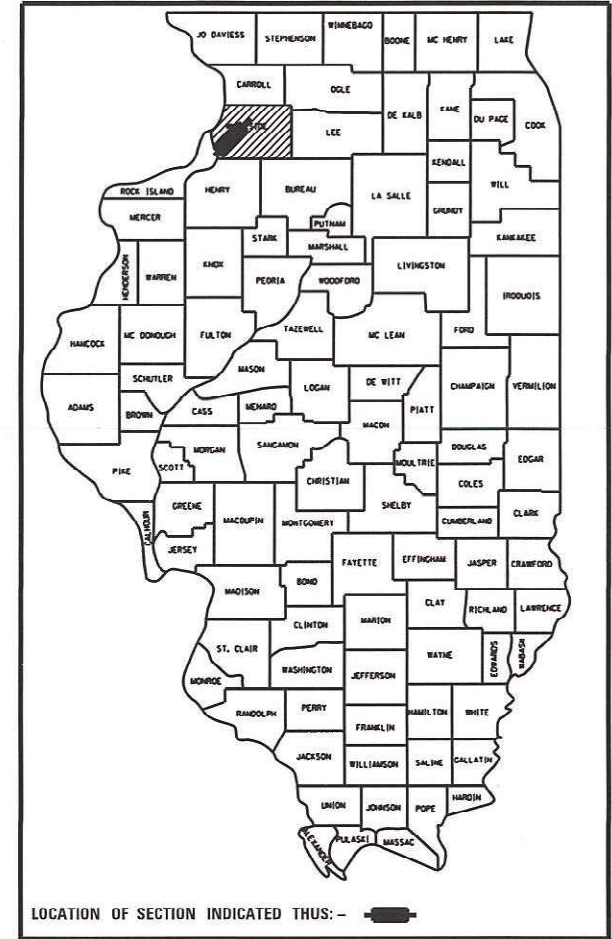 JO DAVIESS STEPHENSON WINNEBAGO BOONE MC HENRY LAKE
CARROLL OGLE DE KALB KANE DU PAGE COOK
LEE
KENDALL WILL
ROCK ISLAND HENRY BUREAU LA SALLE GRUNDY
MERCER PUTNAM KANKAKEE
HENDERSON WARREN KNOX STARK MARSHALL LIVINGSTON
PEORIA WOODFORD IROQUOIS
HANCOCK MC DONOUGH FULTON TAZEWELL MC LEAN FORD
MASON
SCHUYLER LOGAN DE WITT CHAMPAIGN VERMILION
ADAMS BROWN CASS MENARD MACON PIATT
MORGAN SANGAMON DOUGLAS
PIKE SCOTT CHRISTIAN MOULTRIE EDGAR
COLES
CALHOUN GREENE MACOUPIN MONTGOMERY SHELBY CUMBERLAND CLARK
JERSEY FAYETTE EFFINGHAM JASPER CRAWFORD
MADISON BOND
CLAY RICHLAND LAWRENCE
CLINTON MARION
ST. CLAIR WAYNE EDWARDS WABASH
WASHINGTON JEFFERSON
MONROE
RANDOLPH PERRY HAMILTON WHITE
FRANKLIN
JACKSON WILLIAMSON SALINE GALLATIN
UNION JOHNSON POPE HARDIN
ALEXANDER PULASKI MASSAC
LOCATION OF SECTION INDICATED THUS: –